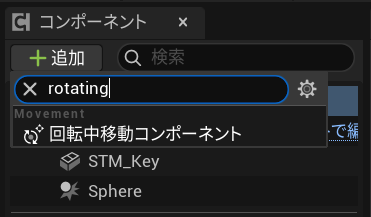 コンポーネント
追加
検索
rotating
Movement
回転中移動コンポーネント
トで編
STM_Key
Sphere